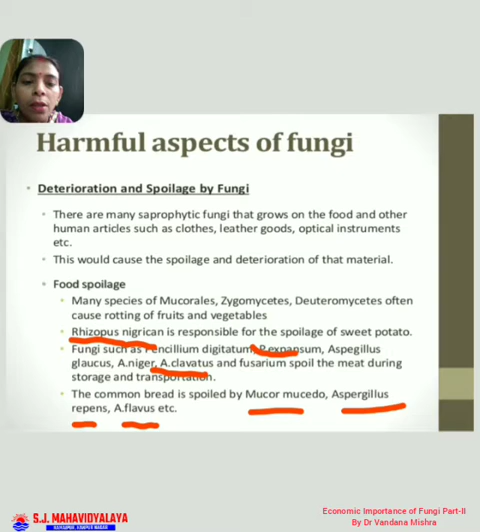 Harmful aspects of fungi
Deterioration and Spoilage by Fungi
There are many saprophytic fungi that grows on the food and other
human articles such as clothes, leather goods, optical instruments
etc.
This would cause the spoilage and deterioration of that material.
Food spoilage
Many species of Mucorales, Zygomycetes, Deuteromycetes often
cause rotting of fruits and vegetables
Rhizopus nigrican is responsible for the spoilage of sweet potato.
Fungi such as Pencillium digitatum, P.expansum, Aspegillus
glaucus, A.niger, A.clavatus and fusarium spoil the meat during
storage and transportation.
The common bread is spoiled by Mucor mucedo, Aspergillus
repens, A.flavus etc.
S.J. MAHAVIDYALAYA
RAMAIPUR, KANPUR NAGAR
Economic Importance of Fungi Part-II
By Dr Vandana Mishra